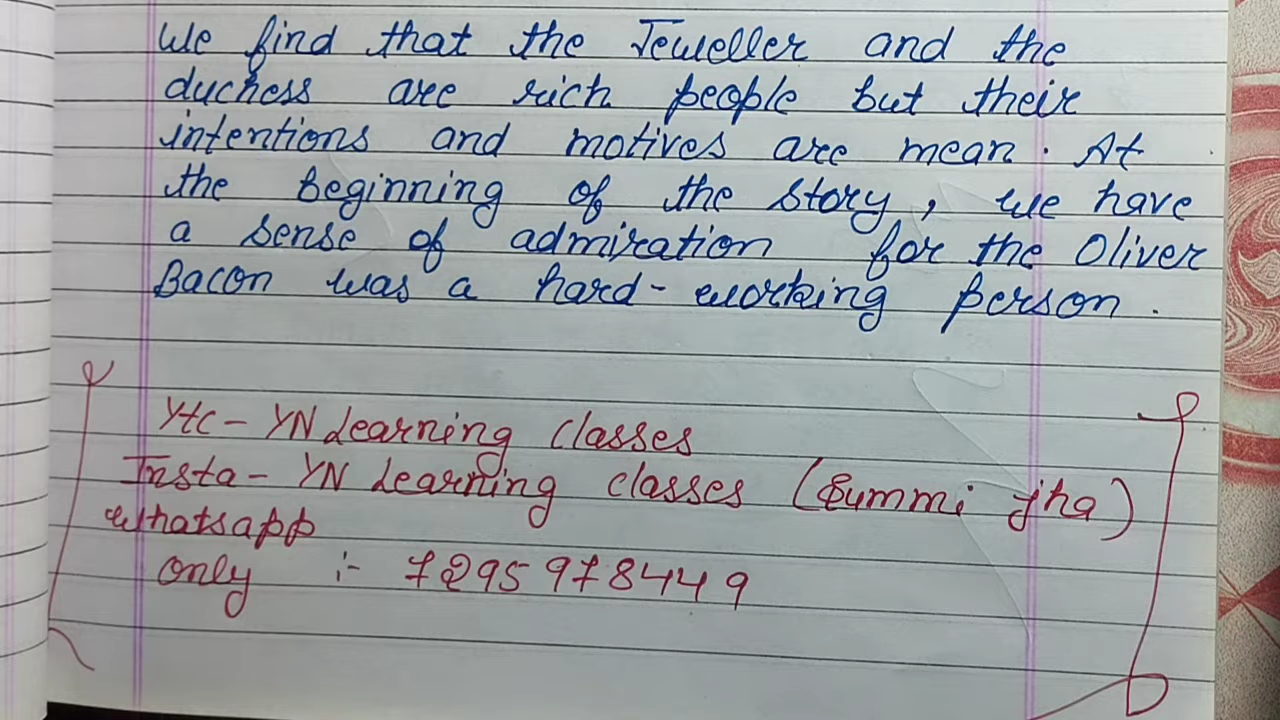 We find that the Jeweller and the
duchess are rich people but their
intentions and motives are mean. At
the beginning of the story, we have
a sense of admiration for the Oliver
Bacon was a hard-working person.
Ytc - YN Learning classes
Insta - YN Learning classes (Summi jha)
Whatsapp
only :- 7295978449